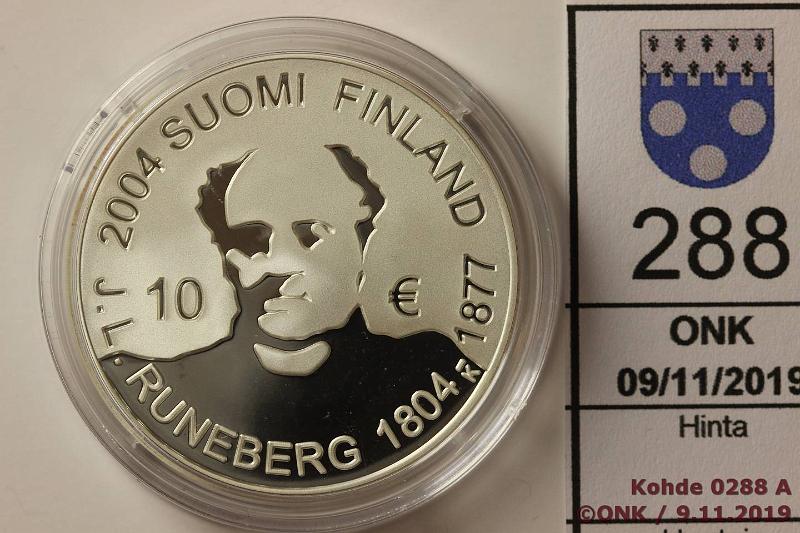 2004 SUOMI FINLAND
10 €
J. L. RUNEBERG 1804 1877
K
288
ONK
09/11/2019
Hinta
Kohde 0288 A
©ONK / 9.11.2019